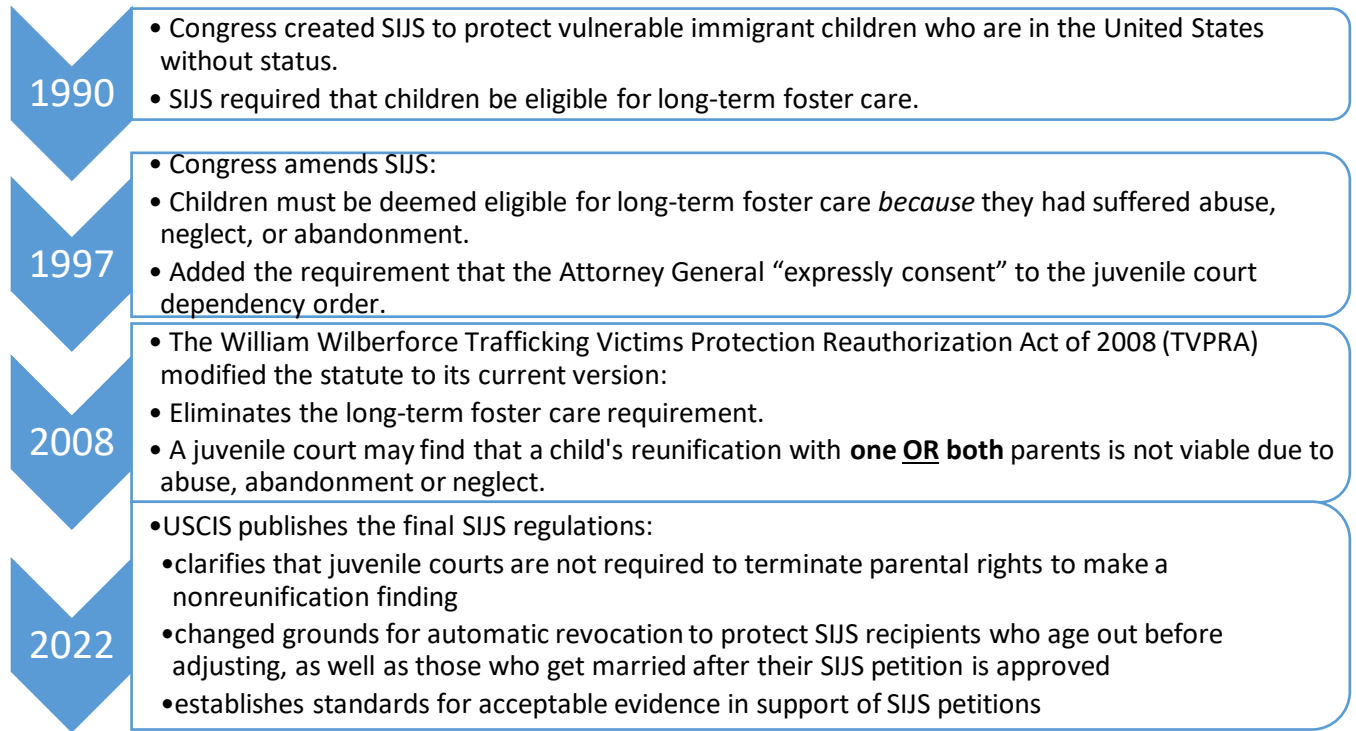 1990
• Congress created SIJS to protect vulnerable immigrant children who are in the United States
without status.
• SIJS required that children be eligible for long-term foster care.
1997
• Congress amends SIJS:
• Children must be deemed eligible for long-term foster care because they had suffered abuse,
neglect, or abandonment.
• Added the requirement that the Attorney General “expressly consent” to the juvenile court
dependency order.
2008
• The William Wilberforce Trafficking Victims Protection Reauthorization Act of 2008 (TVPRA)
modified the statute to its current version:
• Eliminates the long-term foster care requirement.
• A juvenile court may find that a child's reunification with one OR both parents is not viable due to
abuse, abandonment or neglect.
2022
•USCIS publishes the final SIJS regulations:
•clarifies that juvenile courts are not required to terminate parental rights to make a
nonreunification finding
•changed grounds for automatic revocation to protect SIJS recipients who age out before
adjusting, as well as those who get married after their SIJS petition is approved
•establishes standards for acceptable evidence in support of SIJS petitions